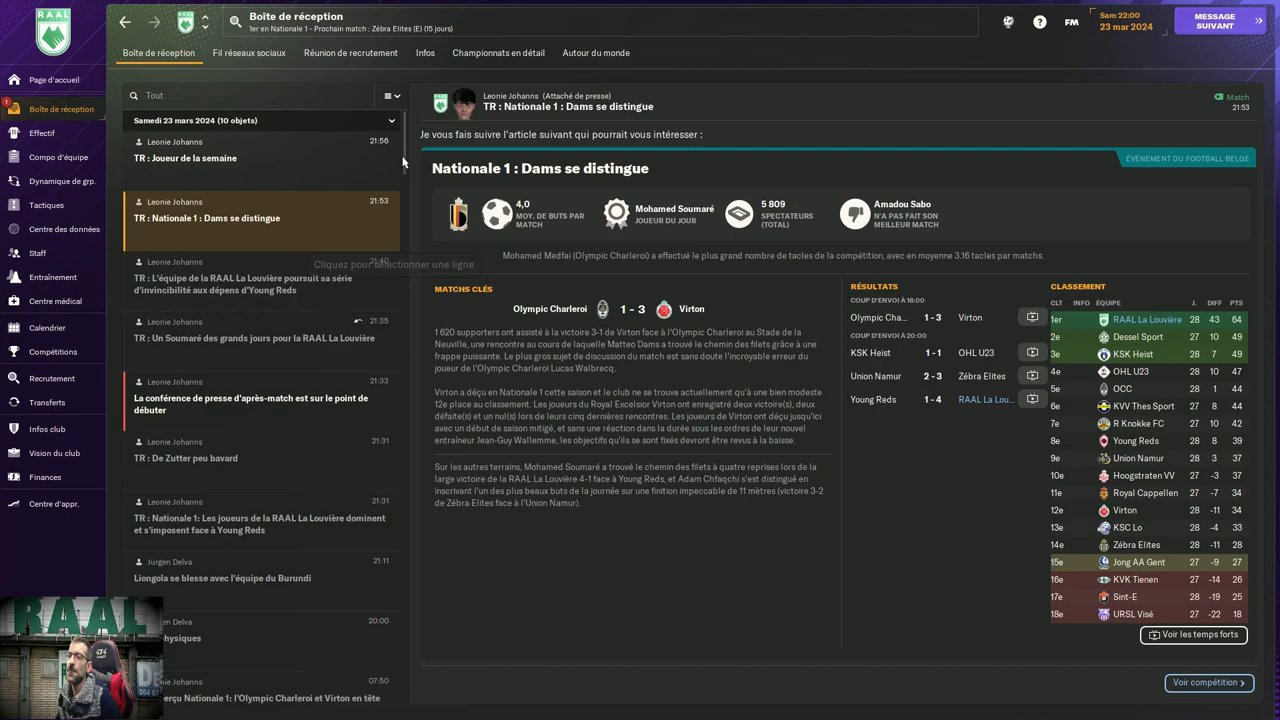 RAAL
Boîte de réception
1er en Nationale 1 - Prochain match : Zébra Elites (E) (15 jours)
FM
Sam 22:00
23 mar 2024
MESSAGE
SUIVANT
Boîte de réception
Fil réseaux sociaux
Réunion de recrutement
Infos
Championnats en détail
Autour du monde
Page d'accueil
1
Boîte de réception
Effectif
Compo d'équipe
Dynamique de grp.
Tactiques
Centre des données
Staff
Entraînement
Centre médical
Calendrier
Compétitions
Recrutement
Transferts
Infos club
Vision du club
Finances
Centre d'appr.
Tout
Samedi 23 mars 2024 (10 objets)
Leonie Johanns 21:56
TR : Joueur de la semaine
Leonie Johanns 21:53
TR : Nationale 1 : Dams se distingue
Leonie Johanns 21:40
Cliquez pour sélectionner une ligne
TR : L'équipe de la RAAL La Louvière poursuit sa série
d'invincibilité aux dépens d'Young Reds
Leonie Johanns 21:35
TR : Un Soumaré des grands jours pour la RAAL La Louvière
Leonie Johanns 21:33
La conférence de presse d'après-match est sur le point de
débuter
Leonie Johanns 21:31
TR : De Zutter peu bavard
Leonie Johanns 21:31
TR : Nationale 1: Les joueurs de la RAAL La Louvière dominent
et s'imposent face à Young Reds
Jurgen Delva 21:11
Liongola se blesse avec l'équipe du Burundi
en Delva 20:00
physiques
e Johanns 07:50
erçu Nationale 1: l'Olympic Charleroi et Virton en tête
RAAL
Leonie Johanns (Attaché de presse)
TR : Nationale 1 : Dams se distingue
Match
21:53
Je vous fais suivre l'article suivant qui pourrait vous intéresser :
ÉVÉNEMENT DU FOOTBALL BELGE
Nationale 1 : Dams se distingue
4,0
MOY. DE BUTS PAR
MATCH
Mohamed Soumaré
JOUEUR DU JOUR
5 809
SPECTATEURS
(TOTAL)
Amadou Sabo
N'A PAS FAIT SON
MEILLEUR MATCH
Mohamed Medfai (Olympic Charleroi) a effectué le plus grand nombre de tacles de la compétition, avec en moyenne 3.16 tacles par matchs.
MATCHS CLÉS
Olympic Charleroi 1 - 3 Virton
1 620 supporters ont assisté à la victoire 3-1 de Virton face à l'Olympic Charleroi au Stade de la
Neuville, une rencontre au cours de laquelle Matteo Dams a trouvé le chemin des filets grâce à une
frappe puissante. Le plus gros sujet de discussion du match est sans doute l'incroyable erreur du
joueur de l'Olympic Charleroi Lucas Walbrecq.
Virton a déçu en Nationale 1 cette saison et le club ne se trouve actuellement qu'à une bien modeste
12e place au classement. Les joueurs du Royal Excelsior Virton ont enregistré deux victoire(s), deux
défaite(s) et un nul(s) lors de leurs cinq dernières rencontres. Les joueurs de Virton ont déçu jusqu'ici
avec un début de saison mitigé, et sans une réaction dans la durée sous les ordres de leur nouvel
entraîneur Jean-Guy Wallemme, les objectifs qu'ils se sont fixés devront être revus à la baisse.
Sur les autres terrains, Mohamed Soumaré a trouvé le chemin des filets à quatre reprises lors de la
large victoire de la RAAL La Louvière 4-1 face à Young Reds, et Adam Chfaqchi s'est distingué en
inscrivant l'un des plus beaux buts de la journée sur une finition impeccable de 11 mètres (victoire 3-2
de Zébra Elites face à l'Union Namur).
RÉSULTATS
COUP D'ENVOI À 18:00
Olympic Cha... 1 - 3 Virton
COUP D'ENVOI À 20:00
KSK Heist 1 - 1 OHL U23
Union Namur 2 - 3 Zébra Elites
Young Reds 1 - 4 RAAL La Lou...
CLASSEMENT
CLT INFO ÉQUIPE J. DIFF PTS
1er RAAL La Louvière 28 43 64
2e Dessel Sport 27 10 49
3e KSK Heist 28 7 49
4e OHL U23 28 10 47
5e OCC 28 1 44
6e KVV Thes Sport 27 8 44
7e R Knokke FC 27 10 42
8e Young Reds 28 8 39
9e Union Namur 28 3 37
10e Hoogstraten VV 27 -3 37
11e Royal Cappellen 27 -7 34
12e Virton 28 -11 34
13e KSC Lo 28 -4 33
14e Zébra Elites 28 -11 28
15e Jong AA Gent 27 -9 27
16e KVK Tienen 27 -14 26
17e Sint-E 28 -19 25
18e URSL Visé 27 -22 18
Voir les temps forts
Voir compétition